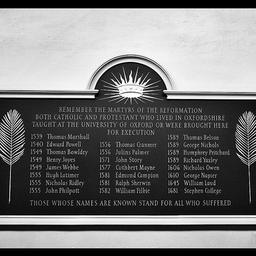 REMEMBER THE MARTYRS OF THE REFORMATION
BOTH CATHOLIC AND PROTESTANT WHO LIVED IN OXFORDSHIRE
TAUGHT AT THE UNIVERSITY OF OXFORD OR WERE BROUGHT HERE
FOR EXECUTION
1539 Thomas Marshall
1540 Edward Powell
1549 Thomas Bowldry
1549 Henry Joyes
1549 James Webbe
1555 Hugh Latimer
1555 Nicholas Ridley
1555 John Philpott
1556 Thomas Cranmer
1556 Julins Palmer
1571 John Story
1577 Cuthbert Mayne
1581 Edmund Campion
1581 Ralph Sherwin
1582 William Filbie
1589 Thomas Belson
1589 George Nichols
1589 Humphrey Pritchard
1589 Richard Yaxley
1606 Nicholas Owen
1610 George Napier
1645 William Laud
1681 Stephen College
THOSE WHOSE NAMES ARE KNOWN STAND FOR ALL WHO SUFFERED